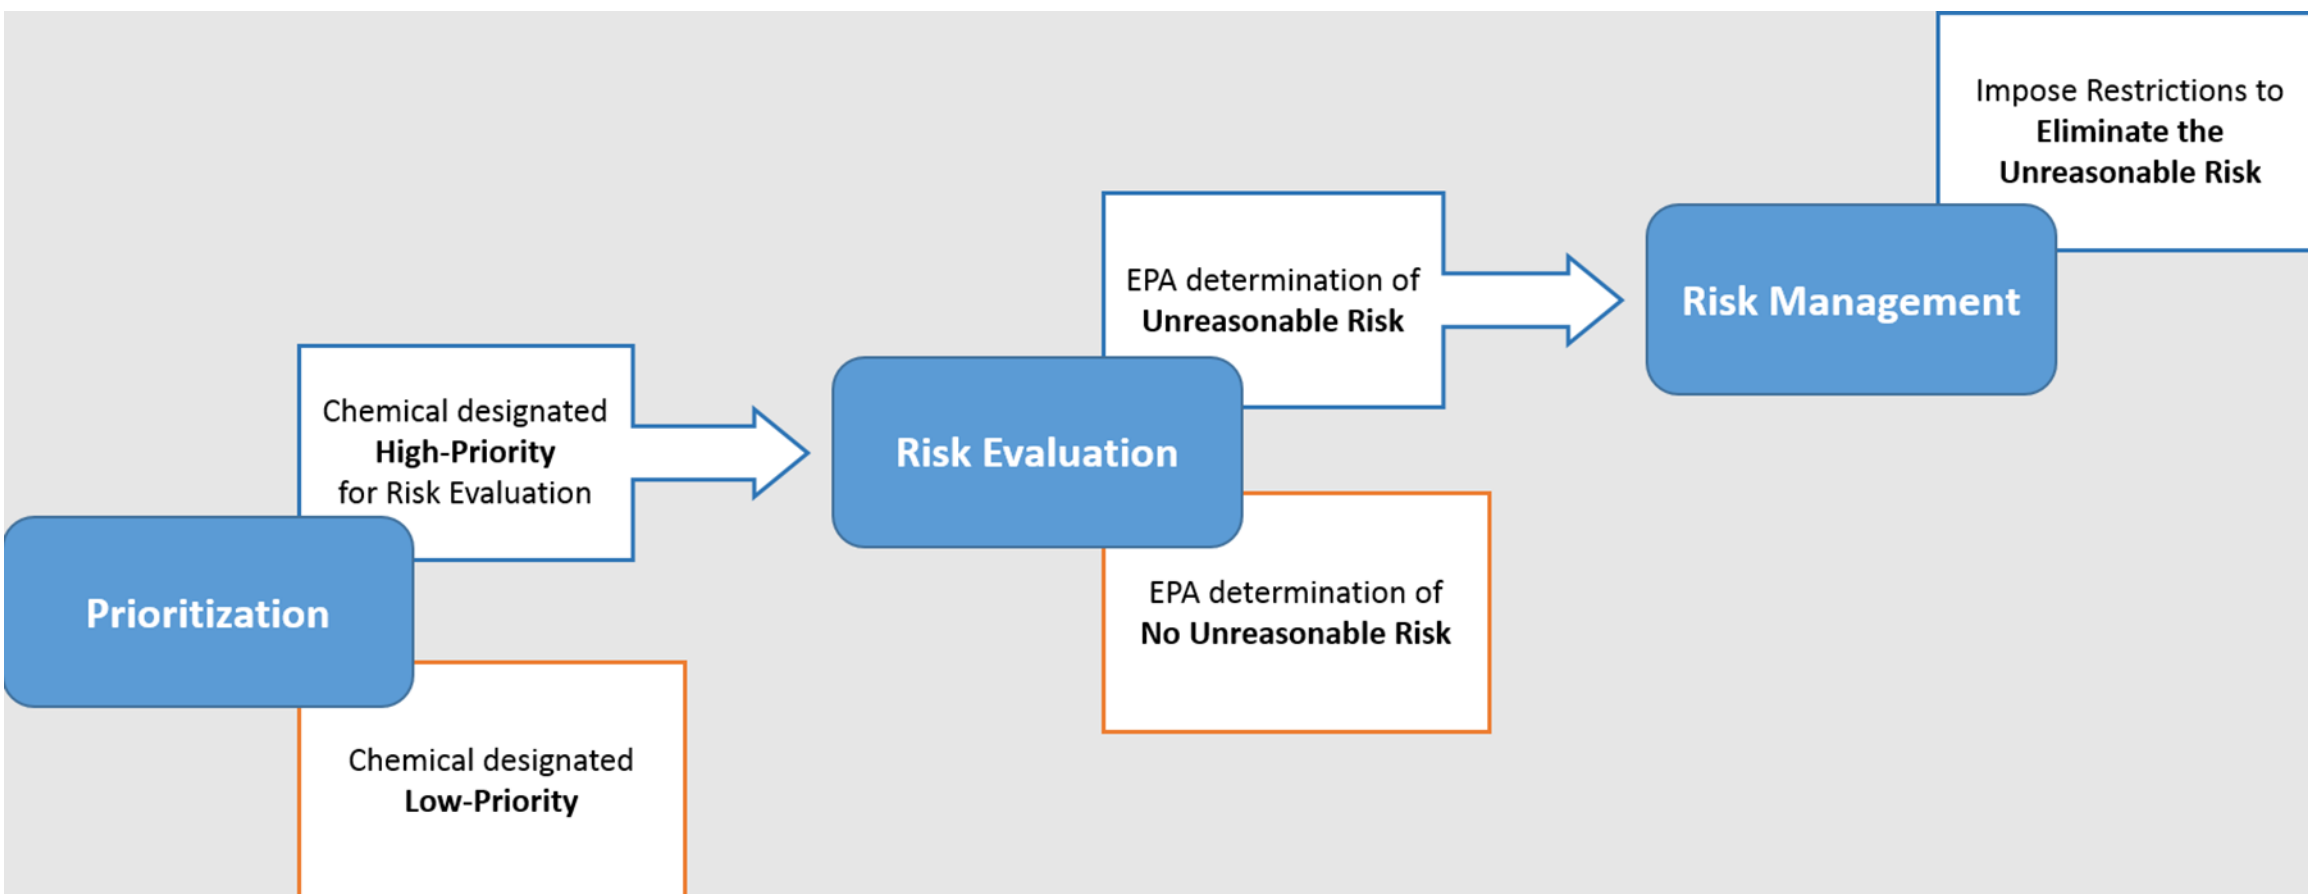 Chemical designated
High-Priority
for Risk Evaluation
Prioritization
Chemical designated
Low-Priority
EPA determination of
Unreasonable Risk
Risk Evaluation
EPA determination of
No Unreasonable Risk
Impose Restrictions to
Eliminate the
Unreasonable Risk
Risk Management